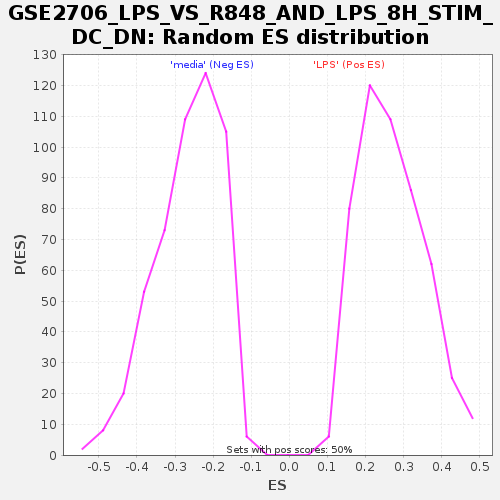 GSE2706_LPS_VS_R848_AND_LPS_8H_STIM_
DC_DN: Random ES distribution
'media' (Neg ES)
'LPS' (Pos ES)
130
120
110
100
90
80
70
60
50
40
30
20
10
0
P(ES)
Sets with pos scores: 50%
-0.5 -0.4 -0.3 -0.2 -0.1 0.0 0.1 0.2 0.3 0.4 0.5
ES